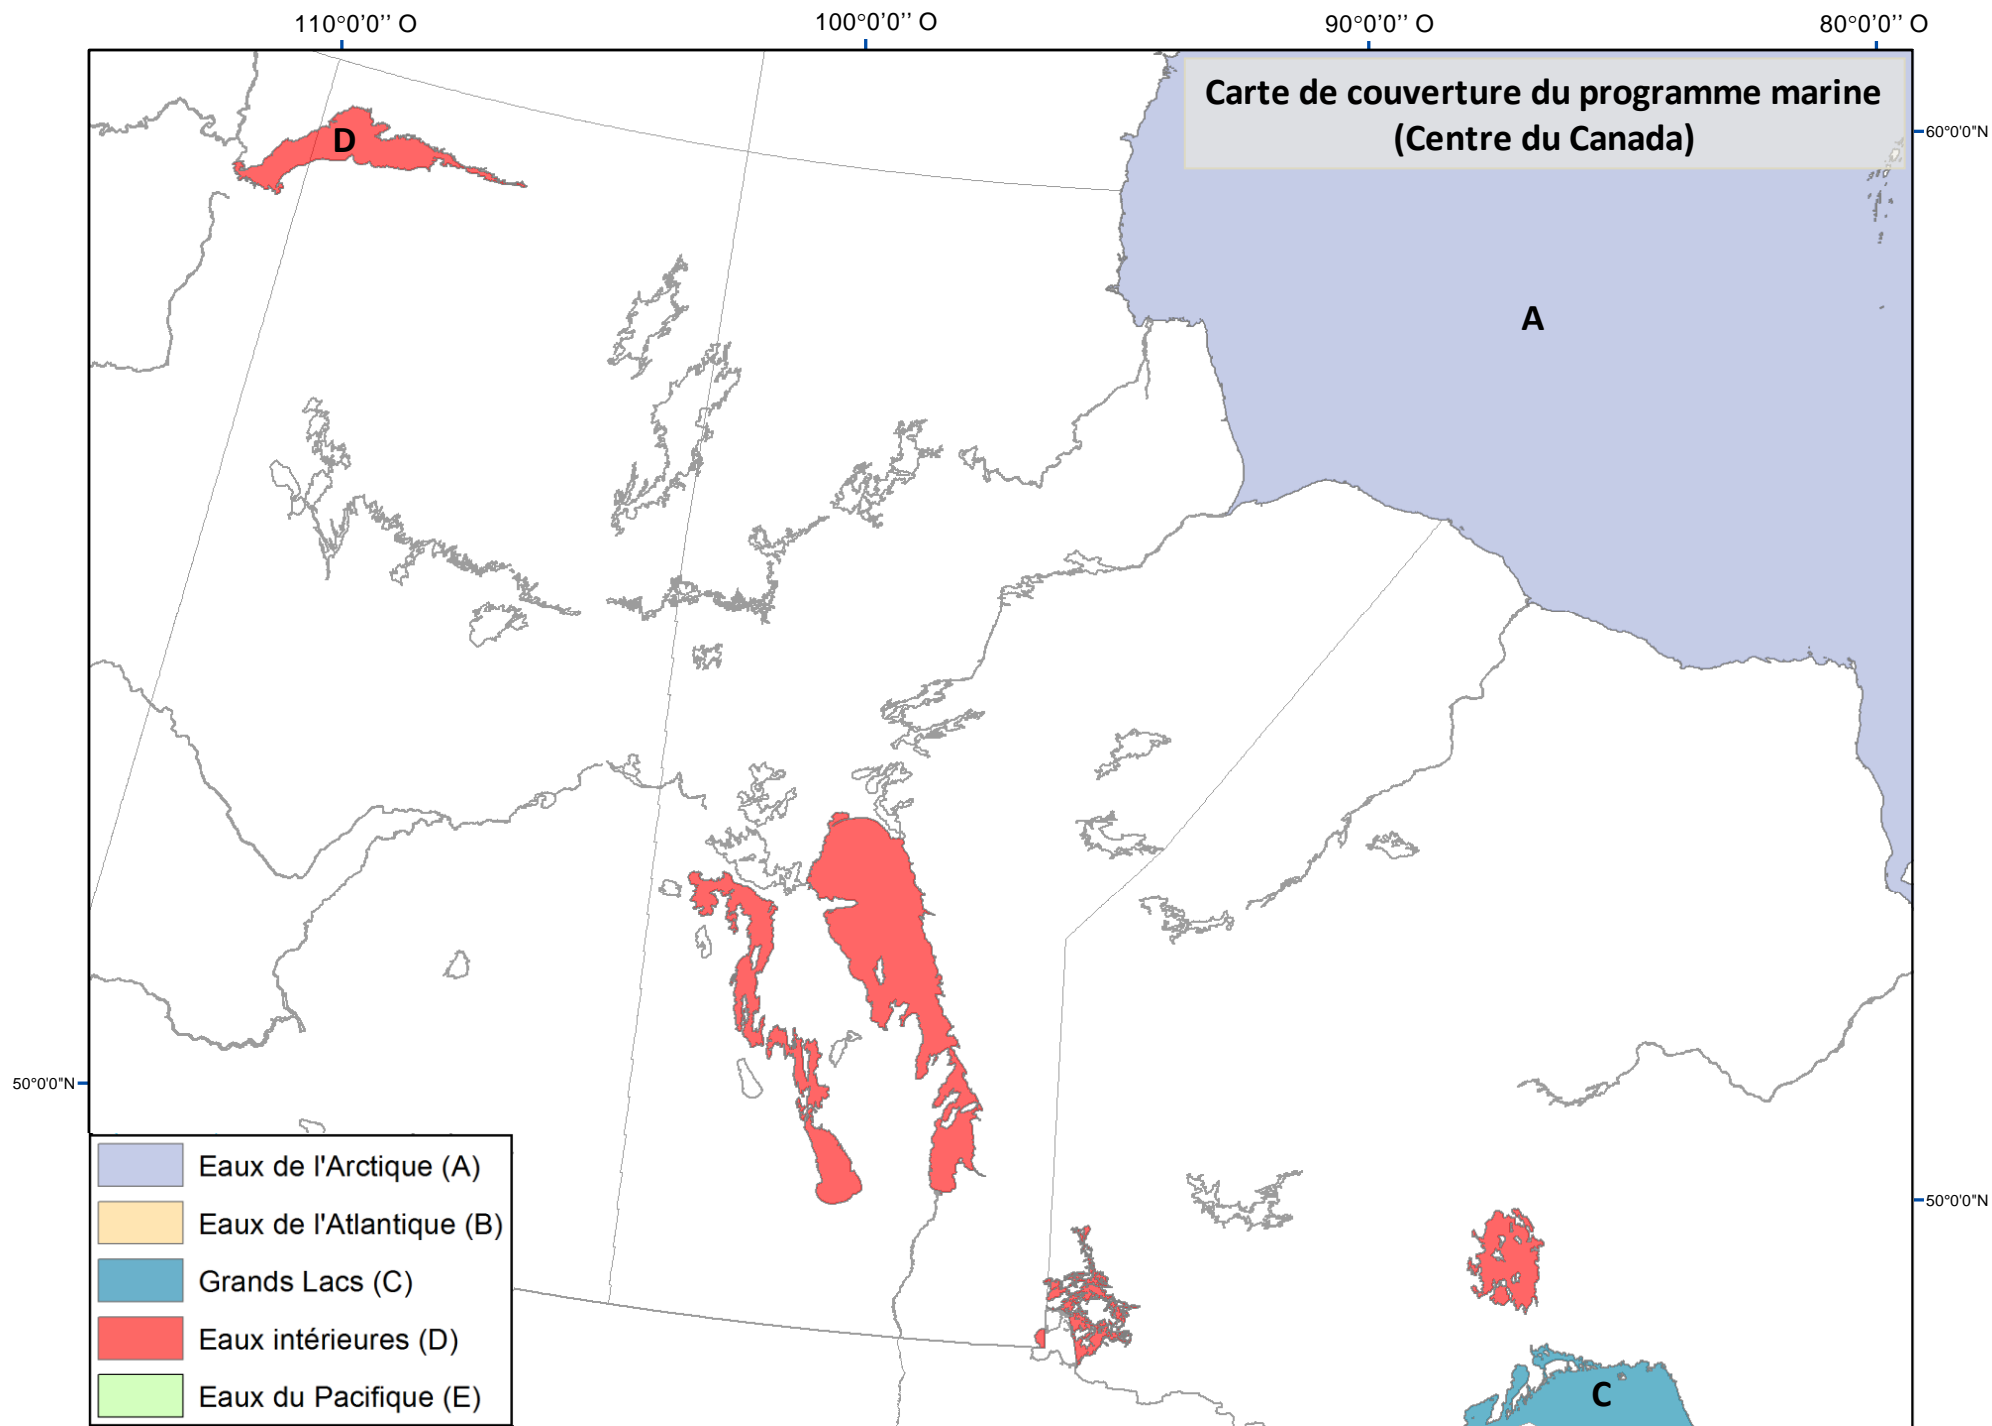 110°0'0'' O
100°0'0'' O
90°0'0'' O
80°0'0'' O
Carte de couverture du programme marine
(Centre du Canada)
60°0'0"N
D
A
50°0'0"N
50°0'0"N
Eaux de l'Arctique (A)
Eaux de l'Atlantique (B)
Grands Lacs (C)
Eaux intérieures (D)
Eaux du Pacifique (E)
C